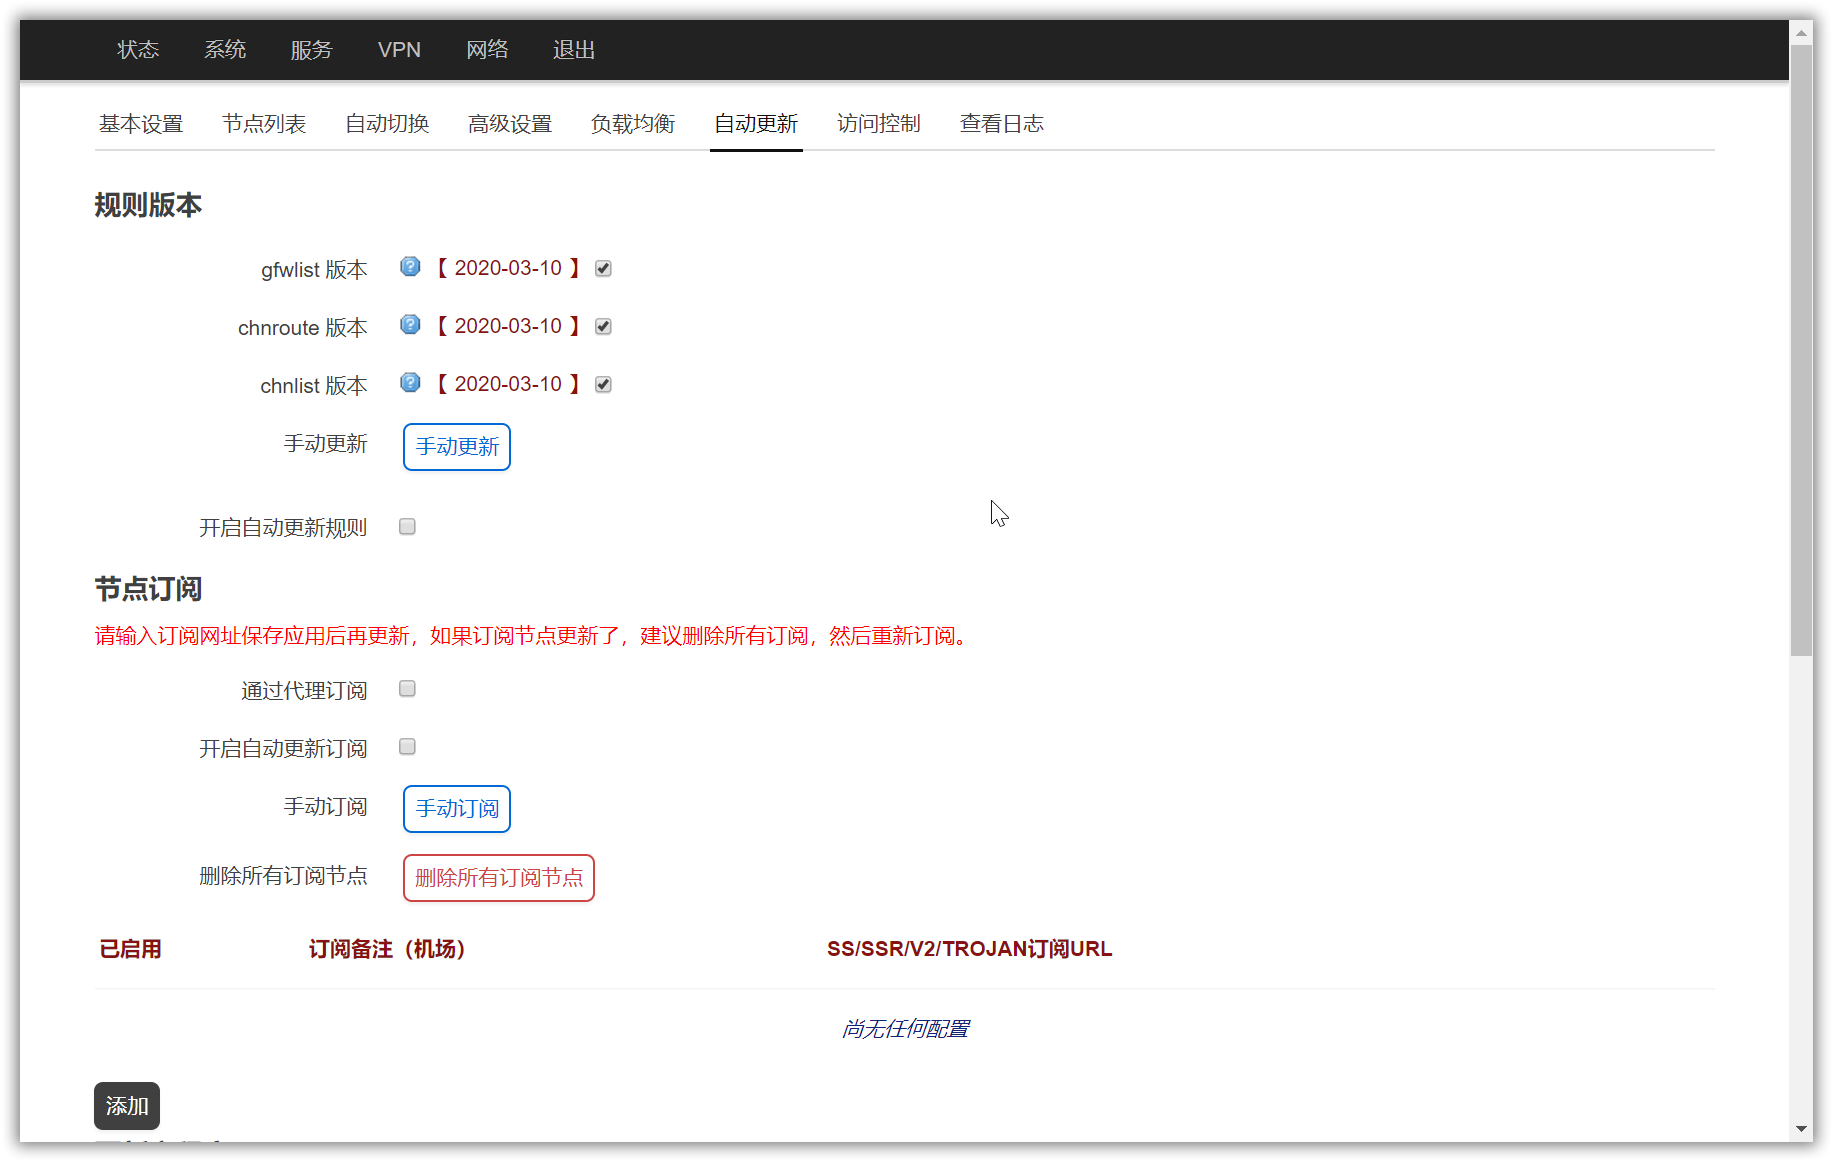 状态 系统 服务 VPN 网络 退出
基本设置 节点列表 自动切换 高级设置 负载均衡 自动更新 访问控制 查看日志
规则版本
gfwlist 版本 【 2020-03-10 】
chnroute 版本 【 2020-03-10 】
chnlist 版本 【 2020-03-10 】
手动更新 手动更新
开启自动更新规则
节点订阅
请输入订阅网址保存应用后再更新，如果订阅节点更新了，建议删除所有订阅，然后重新订阅。
通过代理订阅
开启自动更新订阅
手动订阅 手动订阅
删除所有订阅节点 删除所有订阅节点
已启用 订阅备注（机场） SS/SSR/V2/TROJAN订阅URL
尚无任何配置
添加